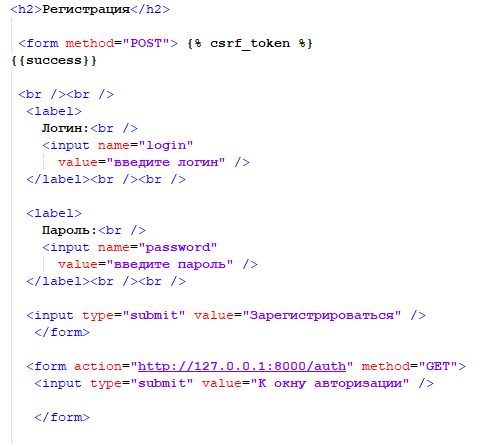 <h2>Регистрация</h2>
<form method="POST"> {% csrf_token %}
{{success}}
<br /><br />
<label>
Логин:<br />
<input name="login"
value="введите логин" />
</label><br /><br />
<label>
Пароль:<br />
<input name="password"
value="введите пароль" />
</label><br /><br />
<input type="submit" value="Зарегистрироваться" />
</form>
<form action="http://127.0.0.1:8000/auth" method="GET">
<input type="submit" value="К окну авторизации" />
</form>